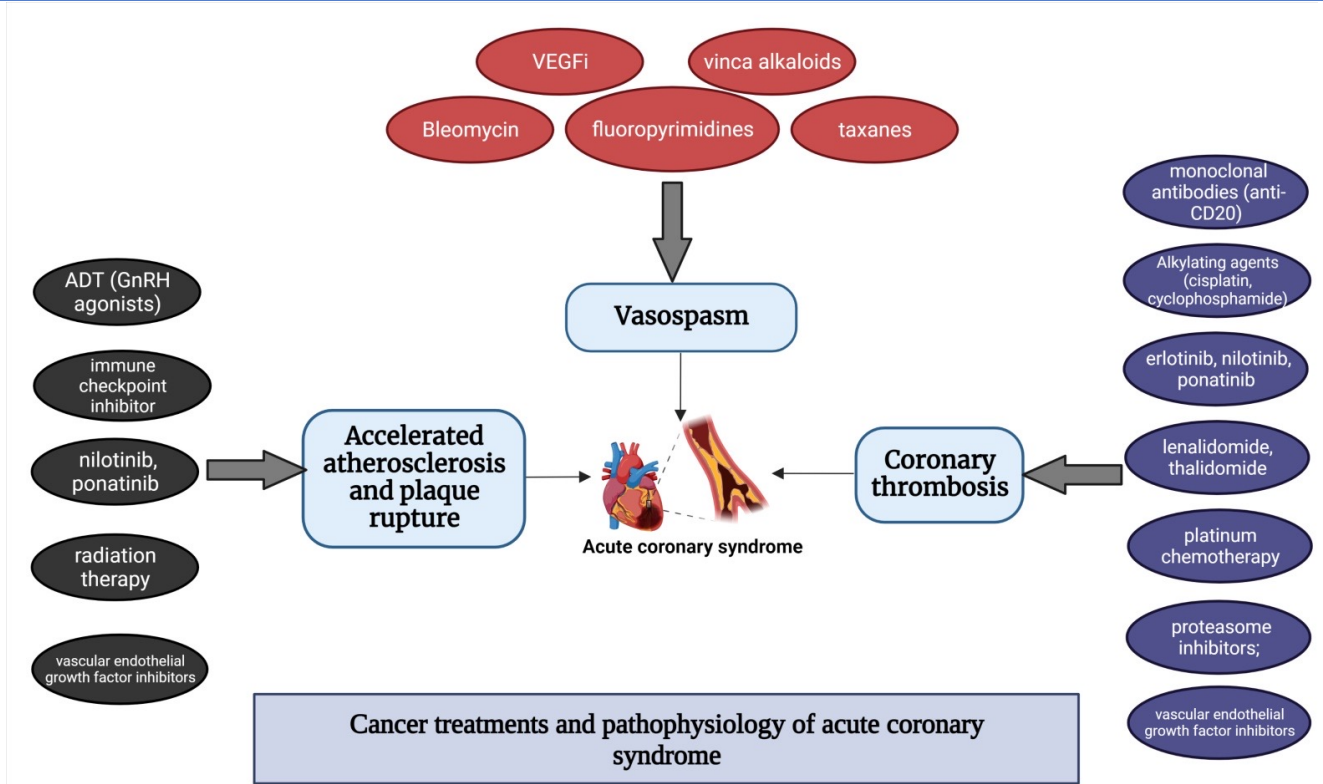 VEGFi
vinca alkaloids
Bleomycin
fluoropyrimidines
taxanes
Vasospasm
ADT (GnRH
agonists)
immune
checkpoint
inhibitor
nilotinib,
ponatinib
radiation
therapy
vascular endothelial
growth factor inhibitors
Accelerated
atherosclerosis
and plaque
rupture
Acute coronary syndrome
Coronary
thrombosis
monoclonal
antibodies (anti-
CD20)
Alkylating agents
(cisplatin,
cyclophosphamide)
erlotinib, nilotinib,
ponatinib
lenalidomide,
thalidomide
platinum
chemotherapy
proteasome
inhibitors;
vascular endothelial
growth factor inhibitors
Cancer treatments and pathophysiology of acute coronary
syndrome